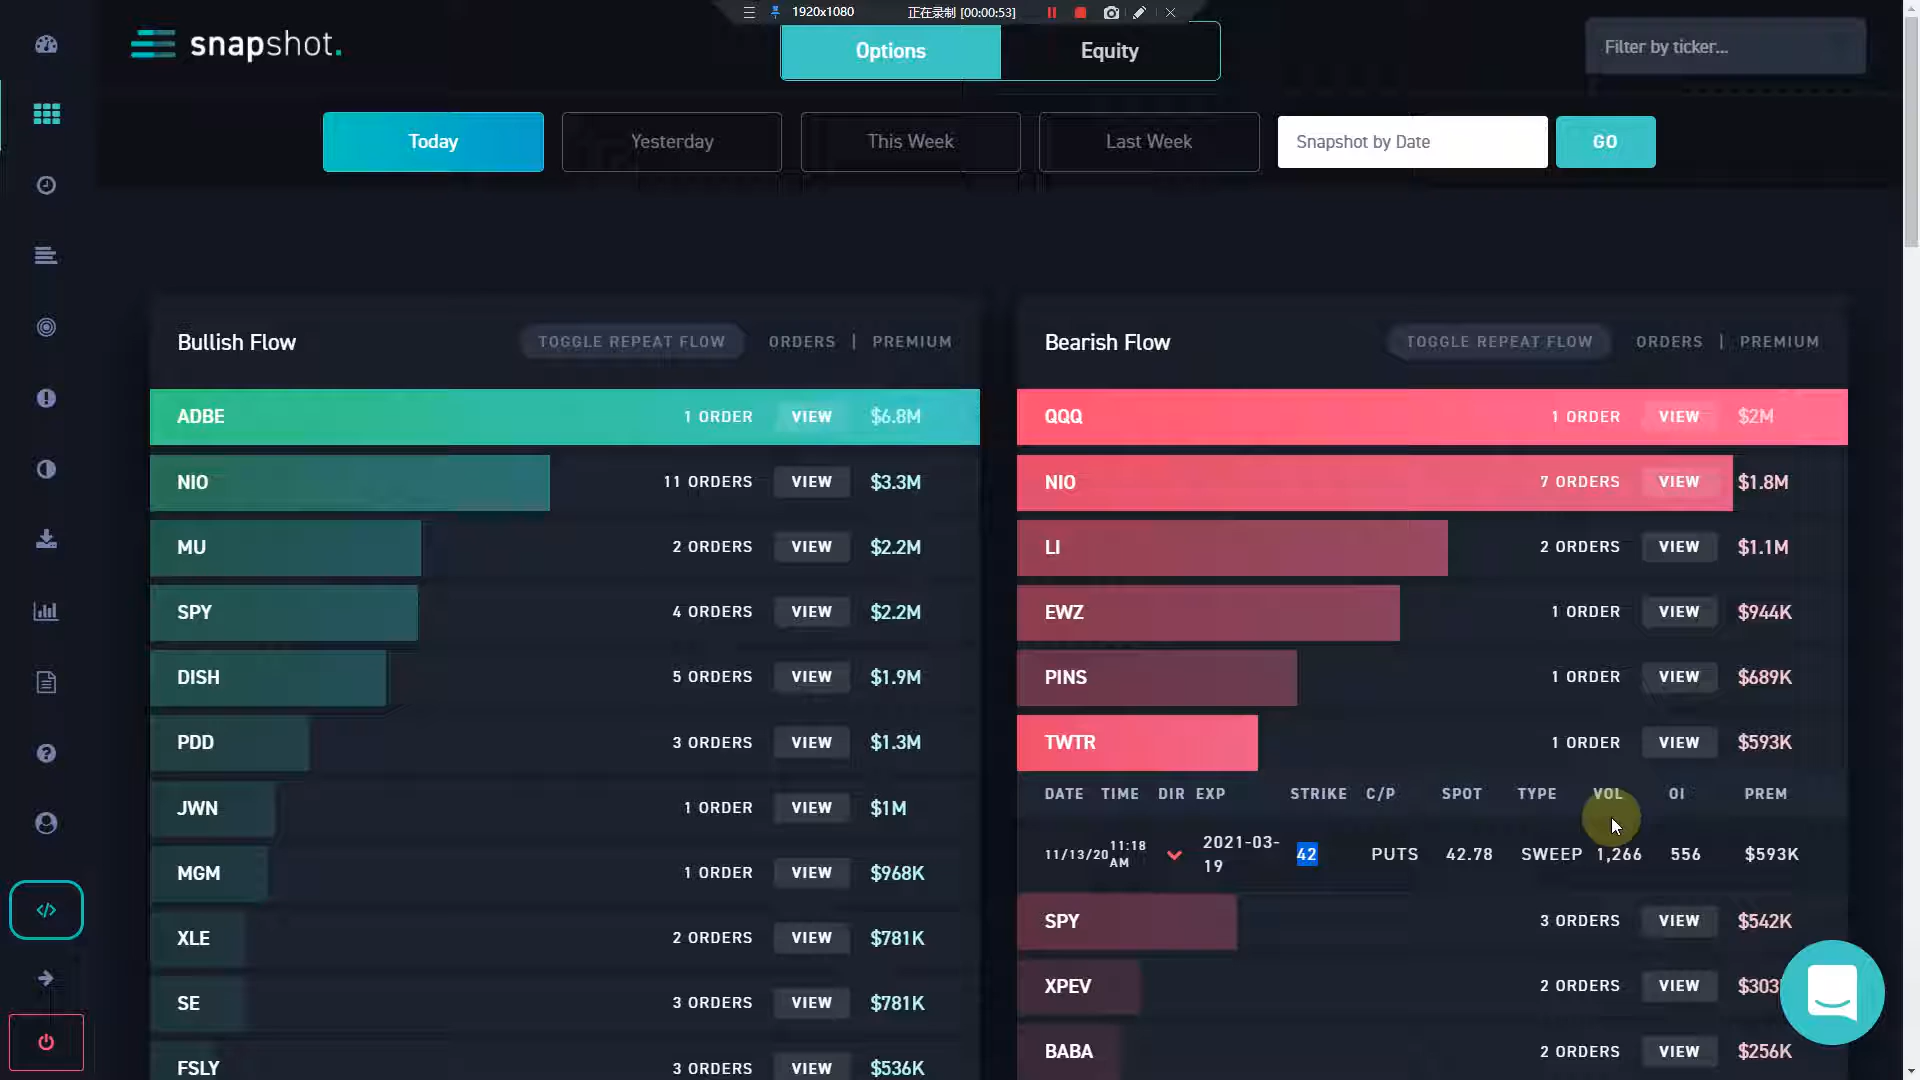 1920x1080 正在录制 [00:00:53]
snapshot.
Options Equity
Filter by ticker...
Today Yesterday This Week Last Week Snapshot by Date GO
Bullish Flow TOGGLE REPEAT FLOW ORDERS | PREMIUM
ADBE 1 ORDER VIEW $6.8M
NIO 11 ORDERS VIEW $3.3M
MU 2 ORDERS VIEW $2.2M
SPY 4 ORDERS VIEW $2.2M
DISH 5 ORDERS VIEW $1.9M
PDD 3 ORDERS VIEW $1.3M
JWN 1 ORDER VIEW $1M
MGM 1 ORDER VIEW $968K
XLE 2 ORDERS VIEW $781K
SE 3 ORDERS VIEW $781K
FSLY 3 ORDERS VIEW $536K
Bearish Flow TOGGLE REPEAT FLOW ORDERS | PREMIUM
QQQ 1 ORDER VIEW $2M
NIO 7 ORDERS VIEW $1.8M
LI 2 ORDERS VIEW $1.1M
EWZ 1 ORDER VIEW $944K
PINS 1 ORDER VIEW $689K
TWTR 1 ORDER VIEW $593K
DATE TIME DIR EXP STRIKE C/P SPOT TYPE VOL OI PREM
11/13/20 11:18 AM 2021-03-19 42 PUTS 42.78 SWEEP 1,266 556 $593K
SPY 3 ORDERS VIEW $542K
XPEV 2 ORDERS VIEW $303
BABA 2 ORDERS VIEW $256K